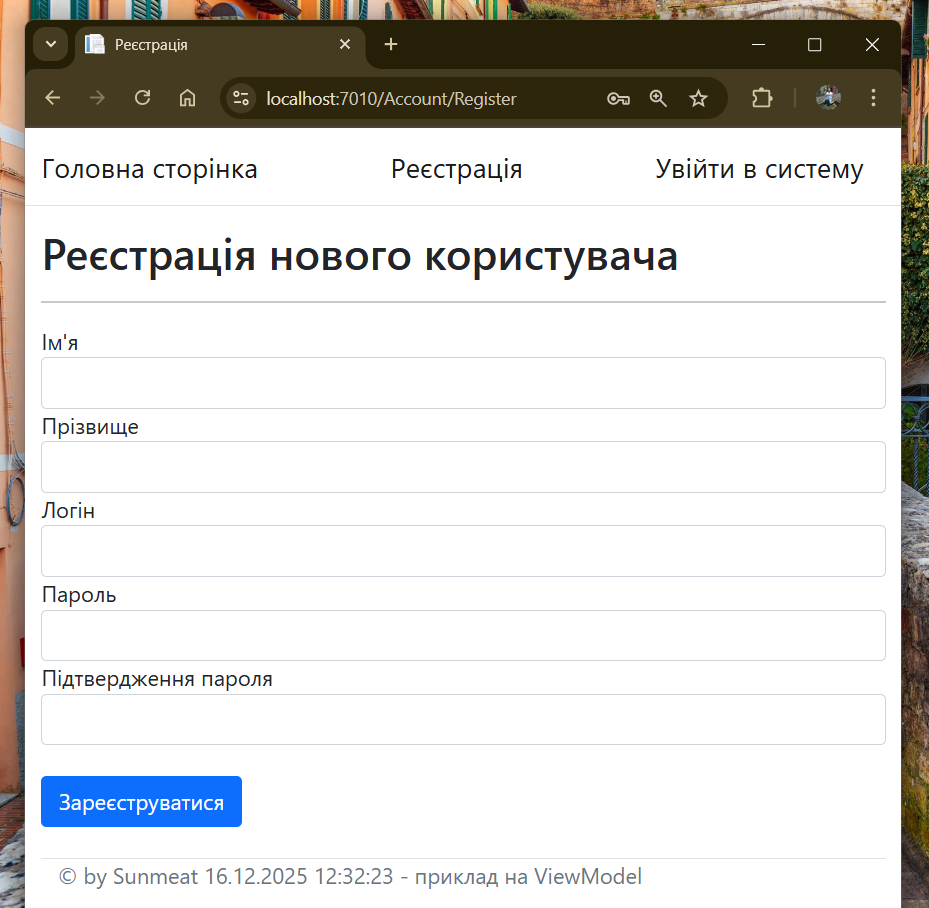 Реєстрація
localhost:7010/Account/Register
Головна сторінка Реєстрація Увійти в систему
Реєстрація нового користувача
Ім'я
Прізвище
Логін
Пароль
Підтвердження пароля
Зареєструватися
© by Sunmeat 16.12.2025 12:32:23 - приклад на ViewModel